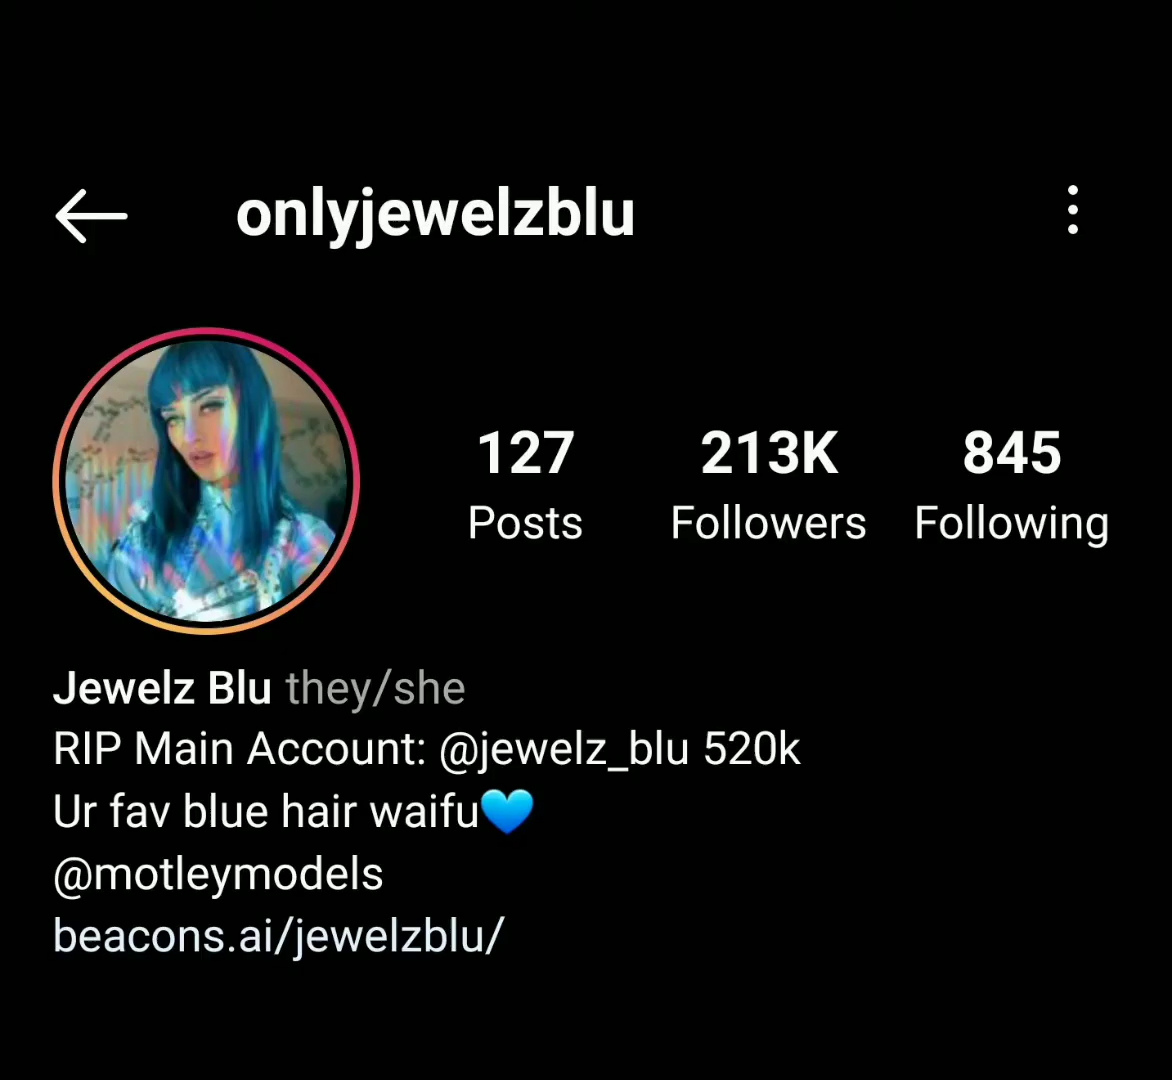 onlyjewelzblu
127 213K 845
Posts Followers Following
Jewelz Blu they/she
RIP Main Account: @jewelz_blu 520k
Ur fav blue hair waifu💙
@motleymodels
beacons.ai/jewelzblu/